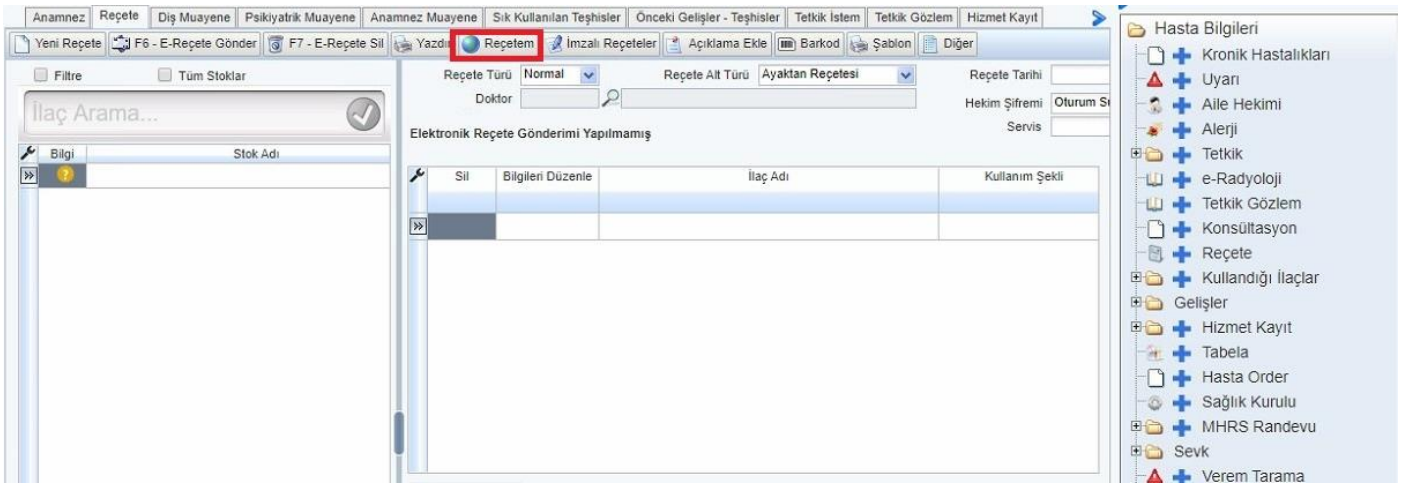 Anamnez Reçete Diş Muayene Psikiyatrik Muayene Anamnez Muayene Sık Kullanılan Teşhisler Önceki Gelişler - Teşhisler Tetkik İstem Tetkik Gözlem Hizmet Kayıt
Yeni Reçete F6 - E-Reçete Gönder F7 - E-Reçete Sil Yazdır Reçetem İmzalı Reçeteler Açıklama Ekle Barkod Şablon Diğer
Filtre Tüm Stoklar
İlaç Arama...
Bilgi Stok Adı
Reçete Türü Normal Reçete Alt Türü Ayaktan Reçetesi Reçete Tarihi
Doktor Hekim Şifremi Oturum
Servis
Elektronik Reçete Gönderimi Yapılmamış
Sil Bilgileri Düzenle İlaç Adı Kullanım Şekli
Hasta Bilgileri
Kronik Hastalıkları
Uyarı
Aile Hekimi
Alerji
Tetkik
e-Radyoloji
Tetkik Gözlem
Konsültasyon
Reçete
Kullandığı İlaçlar
Gelişler
Hizmet Kayıt
Tabela
Hasta Order
Sağlık Kurulu
MHRS Randevu
Sevk
Verem Tarama